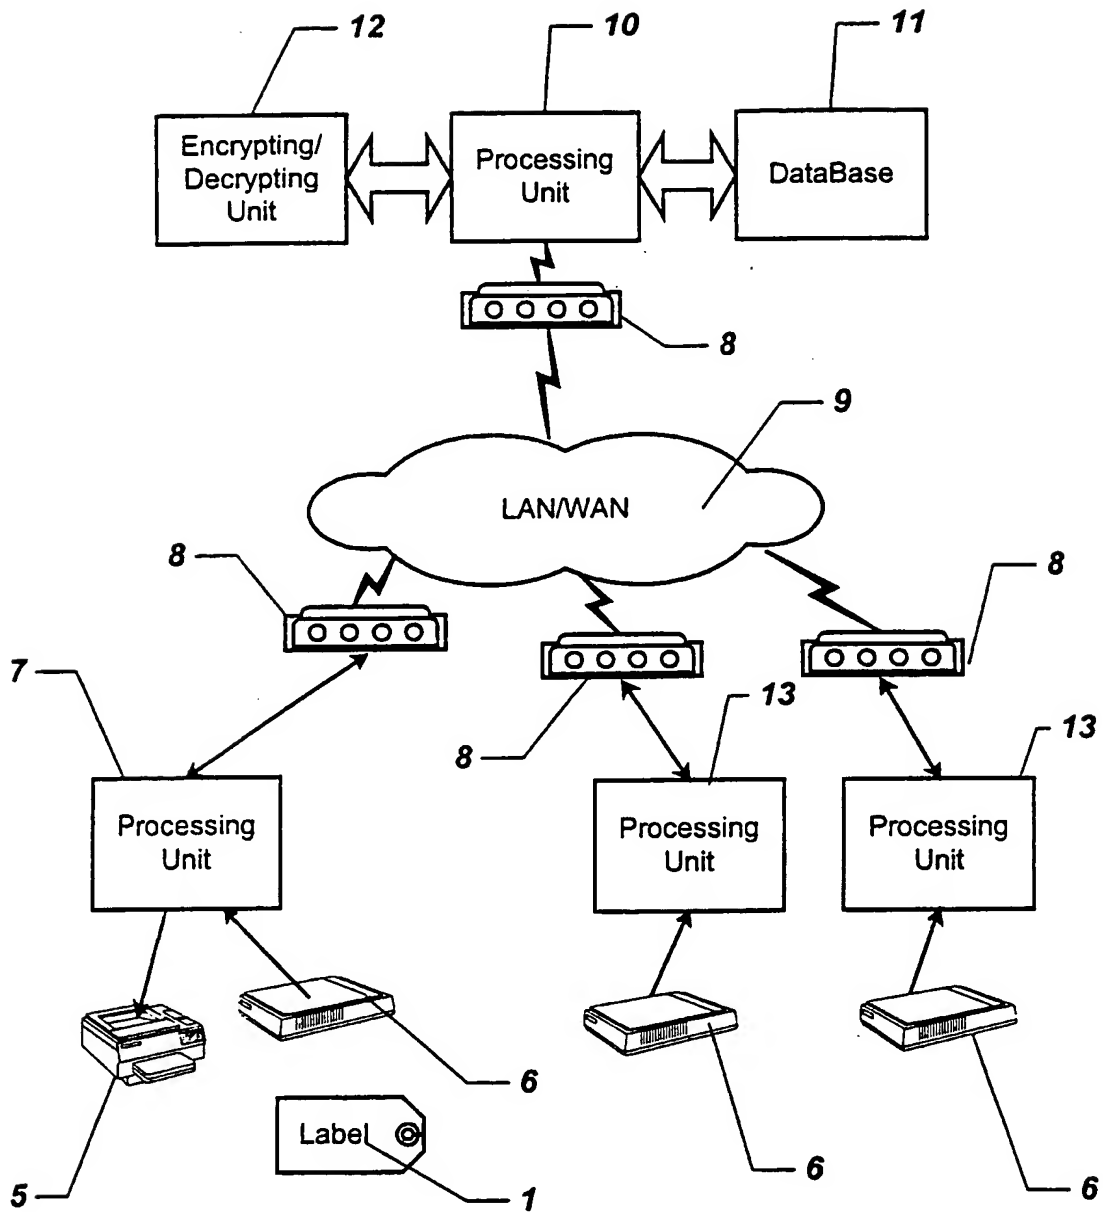 12
10
11
Encrypting/
Decrypting
Unit
Processing
Unit
DataBase
8
9
LAN/WAN
8
8
7
8
13
13
Processing
Unit
Processing
Unit
Processing
Unit
6
Label
5
1
6
6